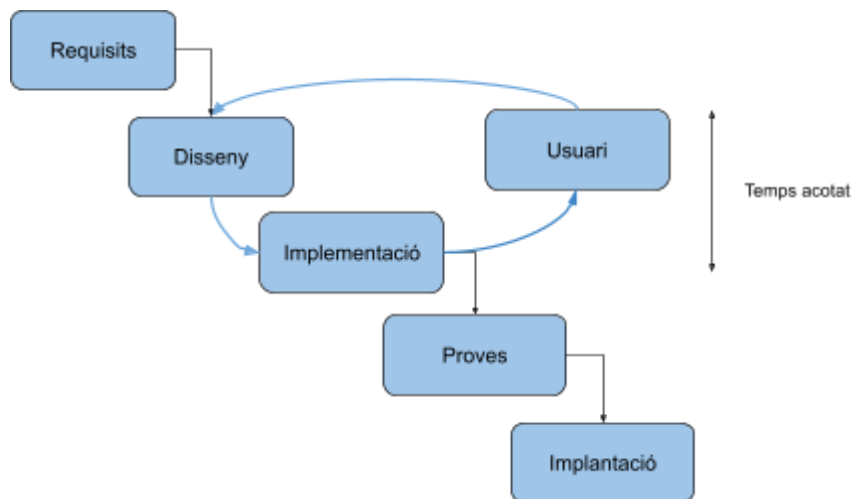 Requisits
Disseny
Usuari
Temps acotat
Implementació
Proves
Implantació